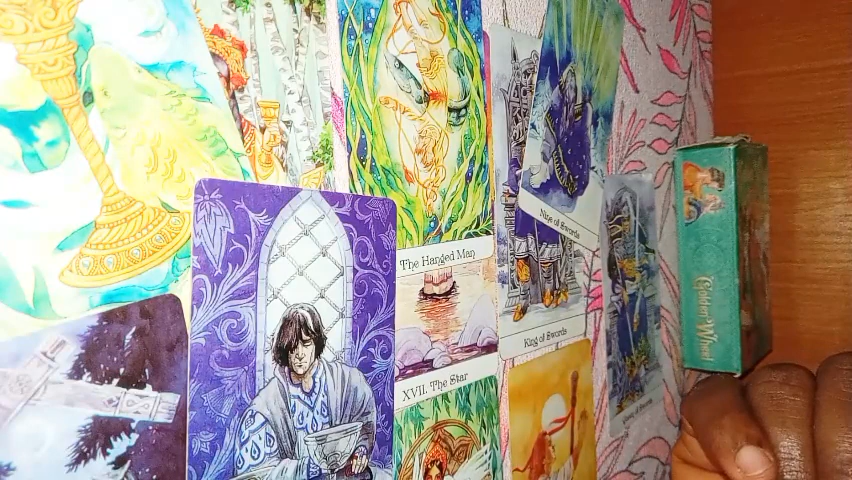 The Hanged Man
Nine of Swords
King of Swords
XVII. The Star
Golden Wheel